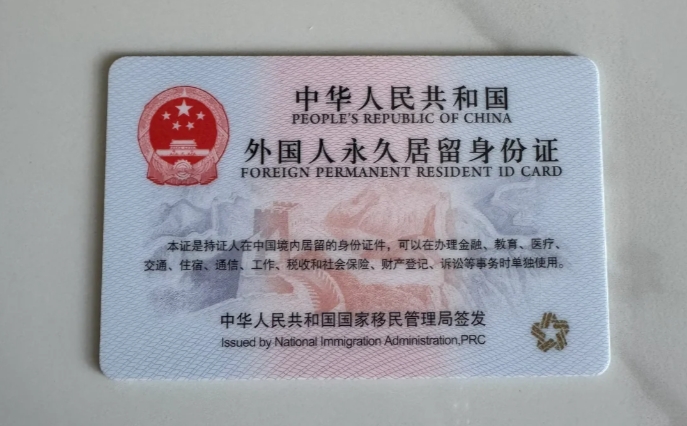 中华人民共和国
PEOPLE'S REPUBLIC OF CHINA
外国人永久居留身份证
FOREIGN PERMANENT RESIDENT ID CARD
本证是持证人在中国境内居留的身份证件，可以在办理金融、教育、医疗、
交通、住宿、通信、工作、税收和社会保险、财产登记、诉讼等事务时单独使用。
中华人民共和国国家移民管理局签发
Issued by National Immigration Administration,PRC